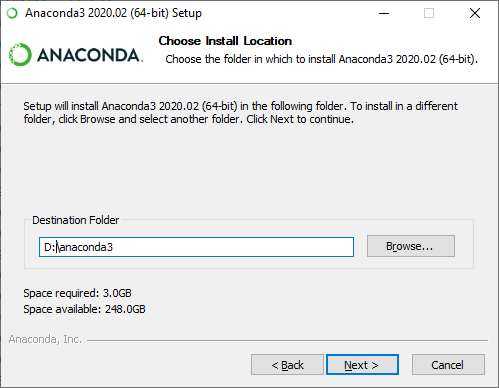 Anaconda3 2020.02 (64-bit) Setup
ANACONDA.
Choose Install Location
Choose the folder in which to install Anaconda3 2020.02 (64-bit).
Setup will install Anaconda3 2020.02 (64-bit) in the following folder. To install in a different
folder, click Browse and select another folder. Click Next to continue.
Destination Folder
D:\anaconda3
Browse...
Space required: 3.0GB
Space available: 248.0GB
Anaconda, Inc.
< Back
Next >
Cancel